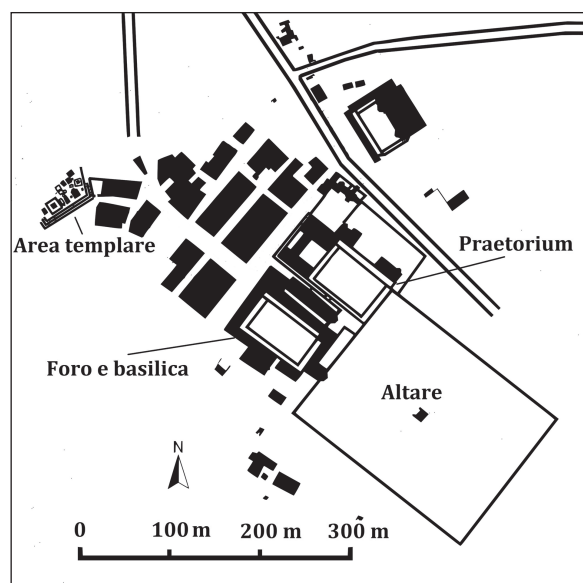 Area templare
Praetorium
Foro e basilica
Altare
N
0 100 m 200 m 300 m